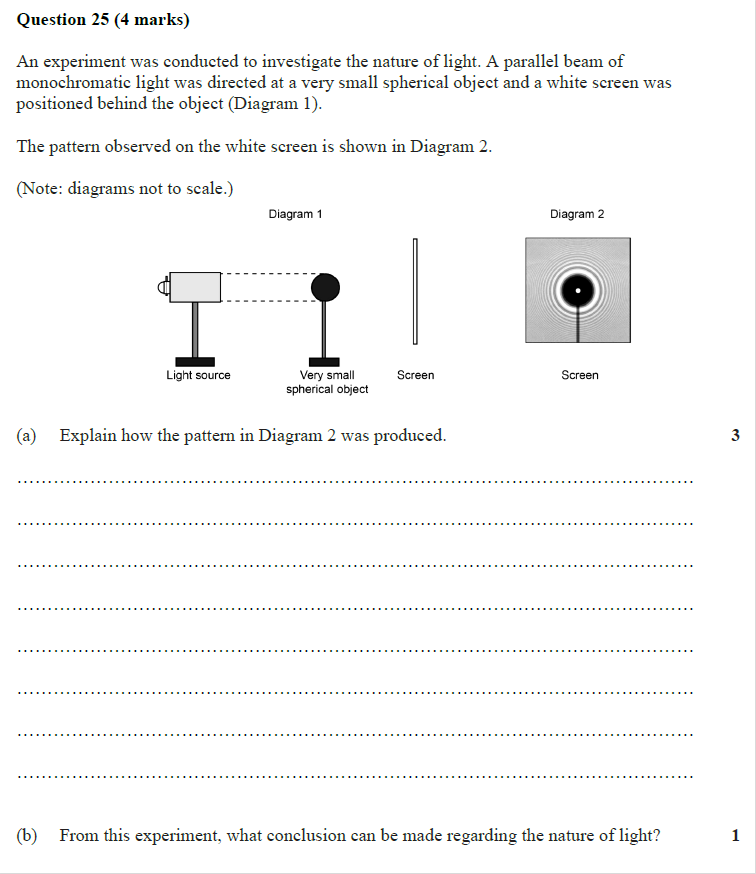 Question 25 (4 marks)
An experiment was conducted to investigate the nature of light. A parallel beam of
monochromatic light was directed at a very small spherical object and a white screen was
positioned behind the object (Diagram 1).
The pattern observed on the white screen is shown in Diagram 2.
(Note: diagrams not to scale.)
Diagram 1
Diagram 2
Light source
Very small
spherical object
Screen
Screen
(a) Explain how the pattern in Diagram 2 was produced. 3
(b) From this experiment, what conclusion can be made regarding the nature of light? 1